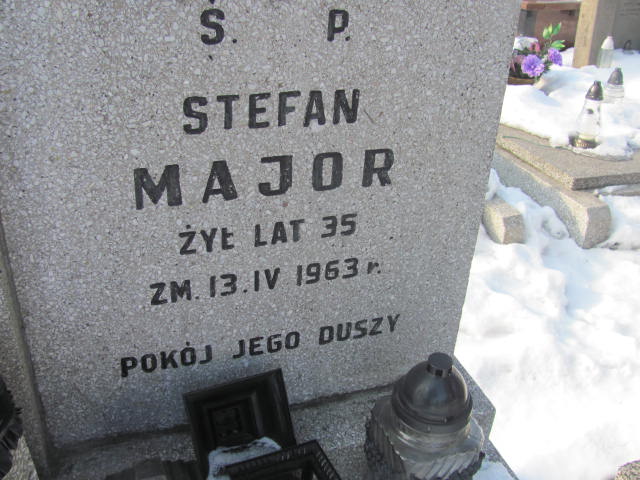 Ś. P.
STEFAN
MAJOR
ŻYŁ LAT 35
ZM. 13. IV 1963 r.
POKÓJ JEGO DUSZY